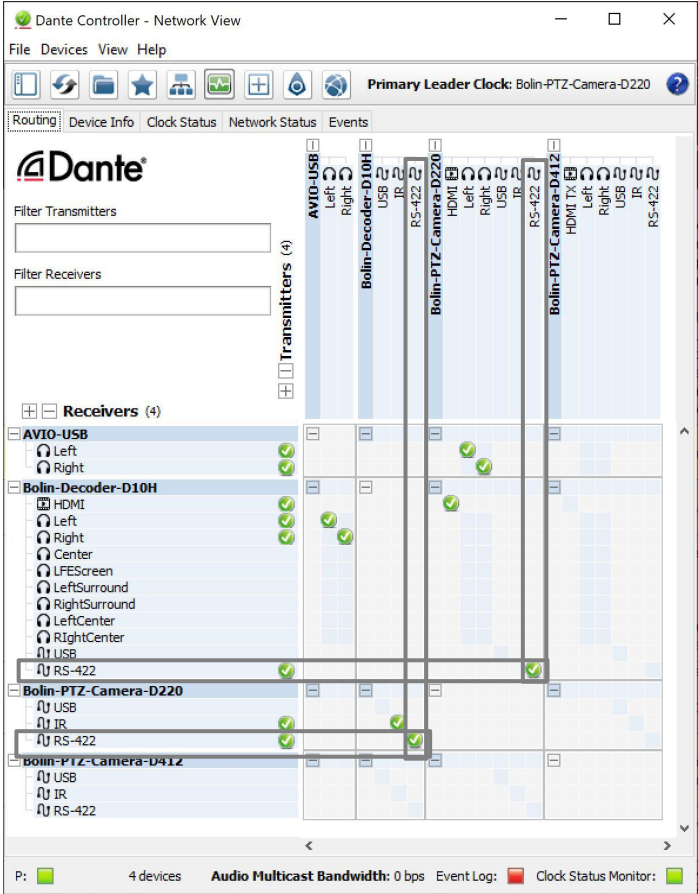 Dante Controller - Network View
File Devices View Help
Primary Leader Clock: Bolin-PTZ-Camera-D220
Routing Device Info Clock Status Network Status Events
Dante®
Filter Transmitters
Filter Receivers
Transmitters (4)
AVIO-USB
Left
Right
Bolin-Decoder-D10H
USB
IR
RS-422
Bolin-PTZ-Camera-D220
HDMI
Left
Right
USB
IR
RS-422
Bolin-PTZ-Camera-D412
HDMI TX
Left
Right
USB
IR
RS-422
Receivers (4)
AVIO-USB
Left
Right
Bolin-Decoder-D10H
HDMI
Left
Right
Center
LFEScreen
LeftSurround
RightSurround
LeftCenter
RIghtCenter
USB
RS-422
Bolin-PTZ-Camera-D220
USB
IR
RS-422
Bolin-PTZ-Camera-D412
USB
IR
RS-422
P: 4 devices Audio Multicast Bandwidth: 0 bps Event Log: Clock Status Monitor: